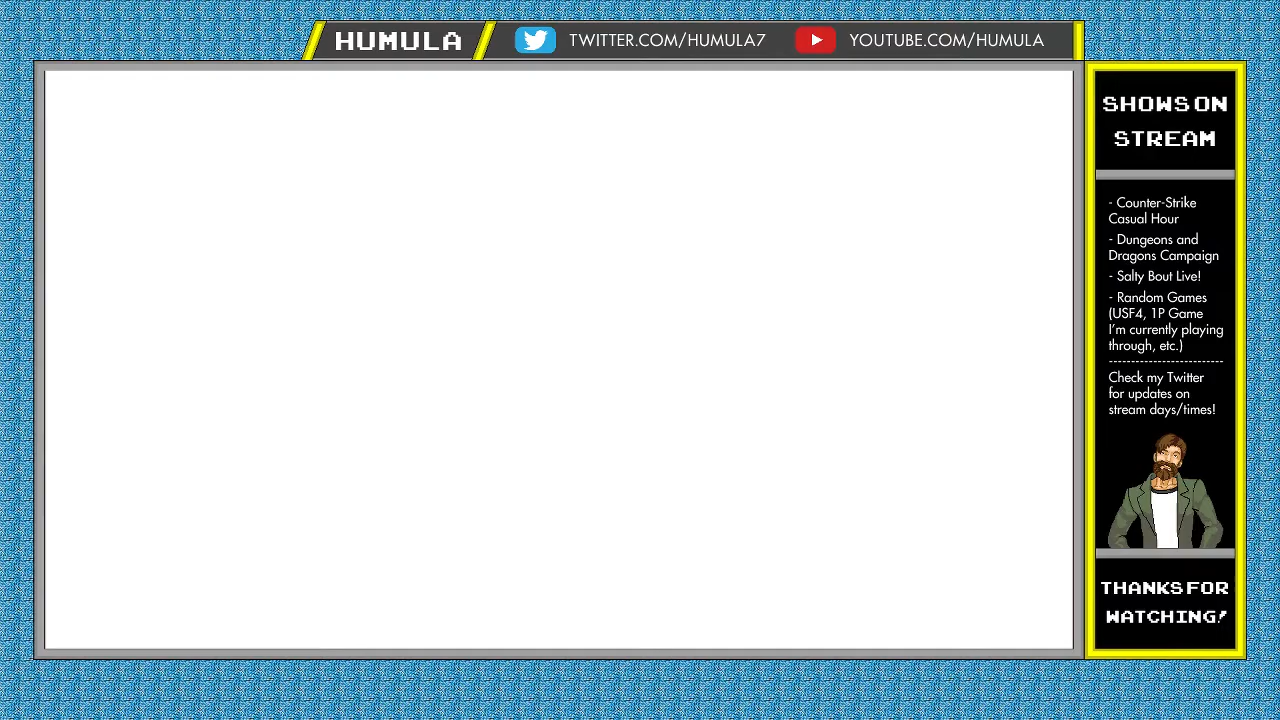 HUMULA
TWITTER.COM/HUMULA7
YOUTUBE.COM/HUMULA
SHOWS ON
STREAM
- Counter-Strike
Casual Hour
- Dungeons and
Dragons Campaign
- Salty Bout Live!
- Random Games
(USF4, 1P Game
I'm currently playing
through, etc.)
-------------------------
Check my Twitter
for updates on
stream days/times!
THANKS FOR
WATCHING!